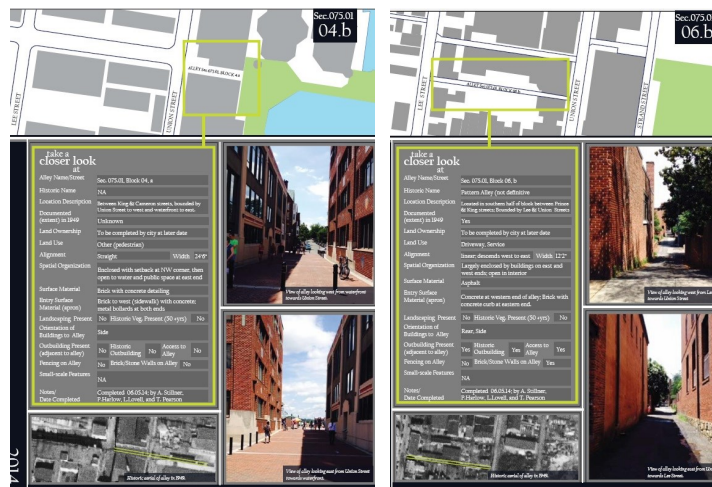 Sec.075.01
04.b
LEE STREET
UNION STREET
take a
closer look
at
Alley Name/Street
Sec. 075.01, Block 04, a
Historic Name
NA
Location Description
Between King & Cameron streets, bounded by
Union Street to west and waterfront to east.
Documented
(extent) in 1949
Unknown
Land Ownership
To be completed by city at later date
Land Use
Other (pedestrian)
Alignment
Straight
Width
24'6"
Spatial Organization
Enclosed with setback at NW corner, then
open to water and public space at east end
Surface Material
Brick with concrete detailing
Entry Surface
Material (apron)
Brick to west (sidewalk) with concrete;
metal bollards at both ends
Landscaping Present
No
Historic Veg. Present (50 +yrs)
No
Orientation of
Buildings to Alley
Side
Outbuilding Present
(adjacent to alley)
No
Historic
Outbuilding
No
Access to
Alley
No
Fencing on Alley
No
Brick/Stone Walls on Alley
No
Small-scale Features
NA
Notes/
Date Completed
Completed 06.05.14; by A. Stillner,
P.Harlow, L.Lovell, and T. Pearson
View of alley looking west from waterfront
towards Union Street.
View of alley looking east from Union Street
towards waterfront.
Historic aerial of alley in 1949.
2014
Sec.075.0
06.b
LEE STREET
UNION STREET
STRAND STREET
take a
closer look
at
Alley Name/Street
Sec. 075.01, Block 06, b
Historic Name
Pattern Alley (not definitive
Location Description
Located in southern half of block between Prince
& King streets; Bounded by Lee & Union Streets
Documented
(extent) in 1949
Yes
Land Ownership
To be completed by city at later date
Land Use
Driveway, Service
Alignment
linear; descends west to east
Width
12'2"
Spatial Organization
Largely enclosed by buildings on east and
west ends; open in interior
Surface Material
Asphalt
Entry Surface
Material (apron)
Concrete at western end of alley; Brick with
concrete curb at eastern end.
Landscaping Present
No
Historic Veg. Present (50 +yrs)
No
Orientation of
Buildings to Alley
Rear, Side
Outbuilding Present
(adjacent to alley)
Yes
Historic
Outbuilding
Yes
Access to
Alley
Yes
Fencing on Alley
No
Brick/Stone Walls on Alley
Yes
Small-scale Features
NA
Notes/
Date Completed
Completed 06.05.14; by A. Stillner,
P.Harlow, L.Lovell, and T. Pearson
View of alley looking east from Lee
towards Union Street.
View of alley looking west from
towards Lee Street.
Historic aerial of alley in 1949.